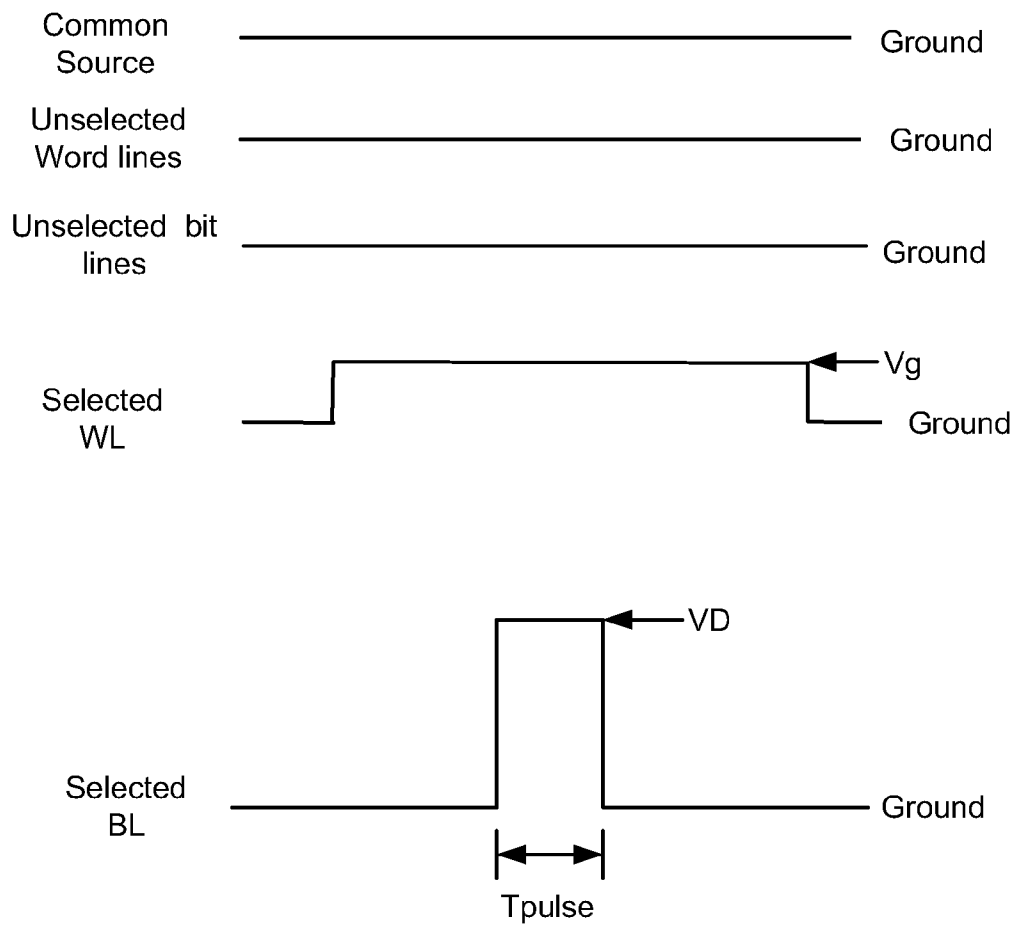 Common
Source
Ground
Unselected
Word lines
Ground
Unselected bit
lines
Ground
Vg
Selected
WL
Ground
VD
Selected
BL
Ground
Tpulse